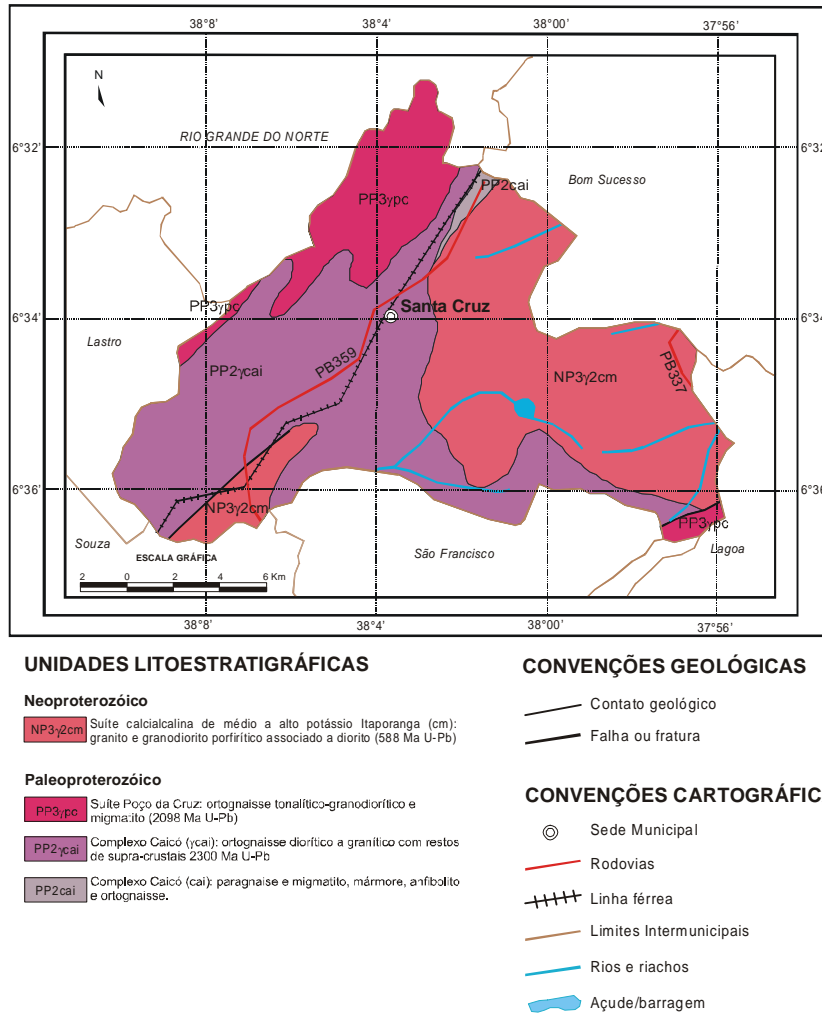 38°8' 38°4' 38°00' 37°56'
N
RIO GRANDE DO NORTE
6°32' 6°32'
PP2cai
Bom Sucesso
PP3γpc
PP3γpc
Santa Cruz
6°34' 6°34'
Lastro
PB359
PP2γcai
NP3γ2cm
PB337
6°36' 6°36'
NP3γ2cm
PP3γpc
Souza
São Francisco
Lagoa
ESCALA GRÁFICA
2 0 2 4 6 Km
38°8' 38°4' 38°00' 37°56'
UNIDADES LITOESTRATIGRÁFICAS
Neoproterozóico
NP3γ2cm Suíte calcialcalina de médio a alto potássio Itaporanga (cm):
granito e granodiorito porfirítico associado a diorito (588 Ma U-Pb)
Paleoproterozóico
PP3γpc Suíte Poço da Cruz: ortognaisse tonalítico-granodiorítico e
migmatito (2098 Ma U-Pb)
PP2γcai Complexo Caicó (γcai): ortognaisse diorítico a granítico com restos
de supra-crustais 2300 Ma U-Pb
PP2cai Complexo Caicó (cai): paragnaise e migmatito, mármore, anfibolito
e ortognaisse.
CONVENÇÕES GEOLÓGICAS
Contato geológico
Falha ou fratura
CONVENÇÕES CARTOGRÁFIC
Sede Municipal
Rodovias
Linha férrea
Limites Intermunicipais
Rios e riachos
Açude/barragem